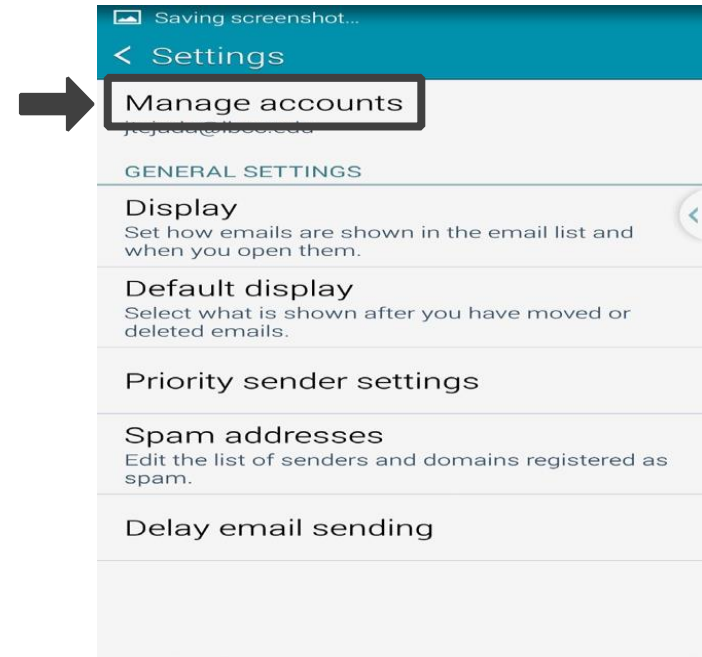 Saving screenshot...
< Settings
Manage accounts
GENERAL SETTINGS
Display
Set how emails are shown in the email list and
when you open them.
Default display
Select what is shown after you have moved or
deleted emails.
Priority sender settings
Spam addresses
Edit the list of senders and domains registered as
spam.
Delay email sending